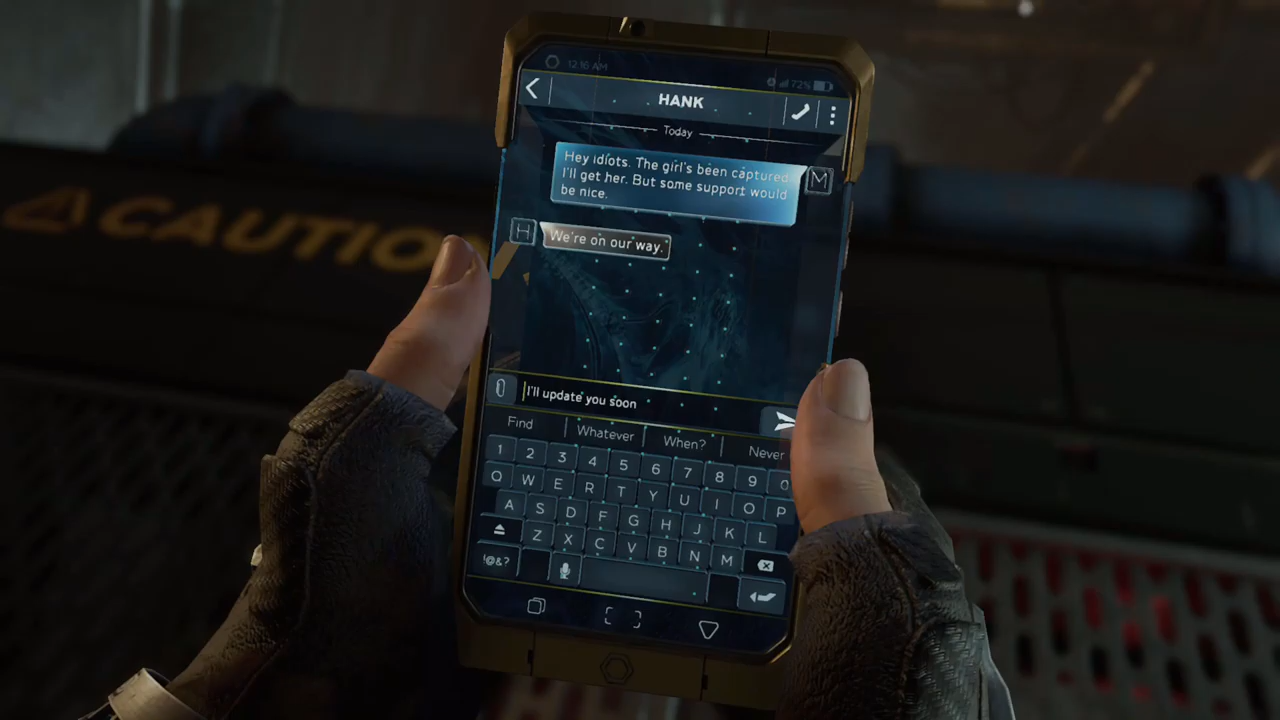 12:16 AM
72%
HANK
Today
Hey idiots. The girl's been captured
I'll get her. But some support would
be nice.
M
H
We're on our way.
CAUTION
I'll update you soon
Find Whatever When? Never
1 2 3 4 5 6 7 8 9 0
Q W E R T Y U I O P
A S D F G H J K L
Z X C V B N M
!@&?